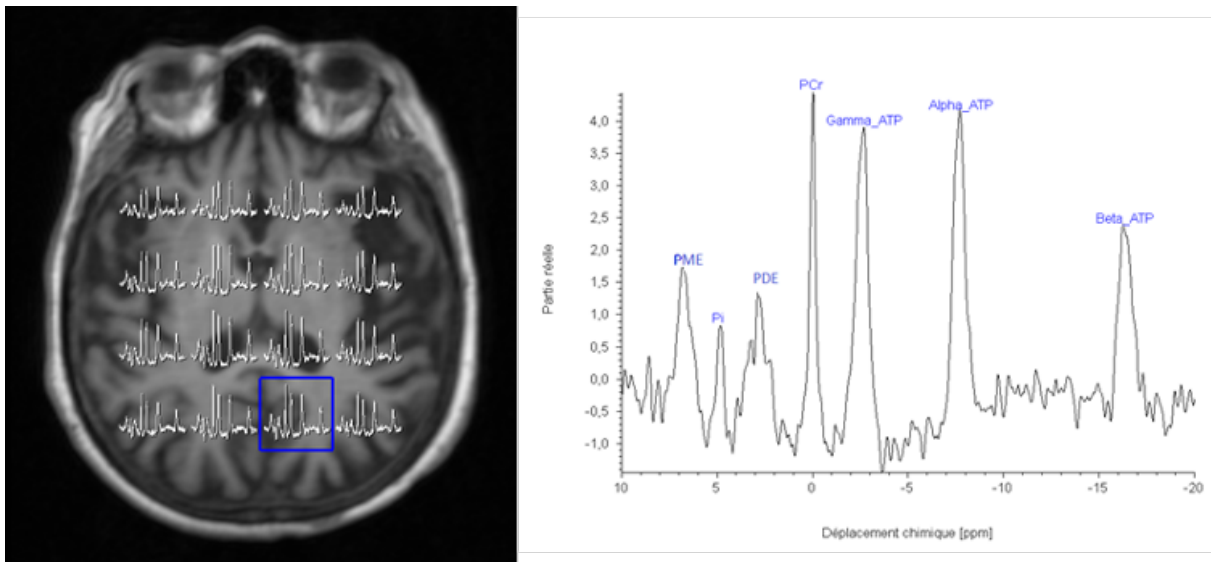 PCr
Alpha_ATP
Gamma_ATP
Beta_ATP
PME
PDE
Pi
Partie réelle
4,0
3,5
3,0
2,5
2,0
1,5
1,0
0,5
0,0
-0,5
-1,0
10
5
0
-5
-10
-15
-20
Déplacement chimique [ppm]